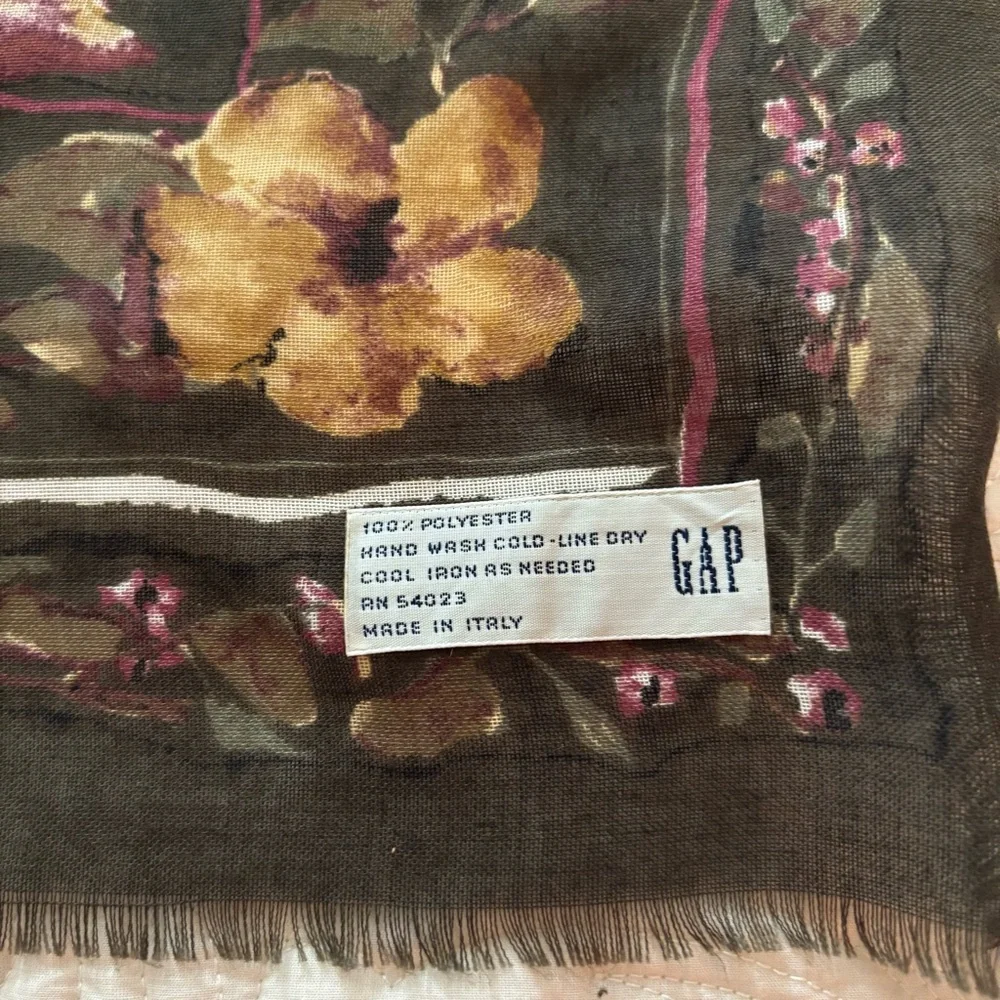 100% POLYESTER
HAND WASH COLD-LINE DRY
COOL IRON AS NEEDED
RN 54023
MADE IN ITALY
GAP